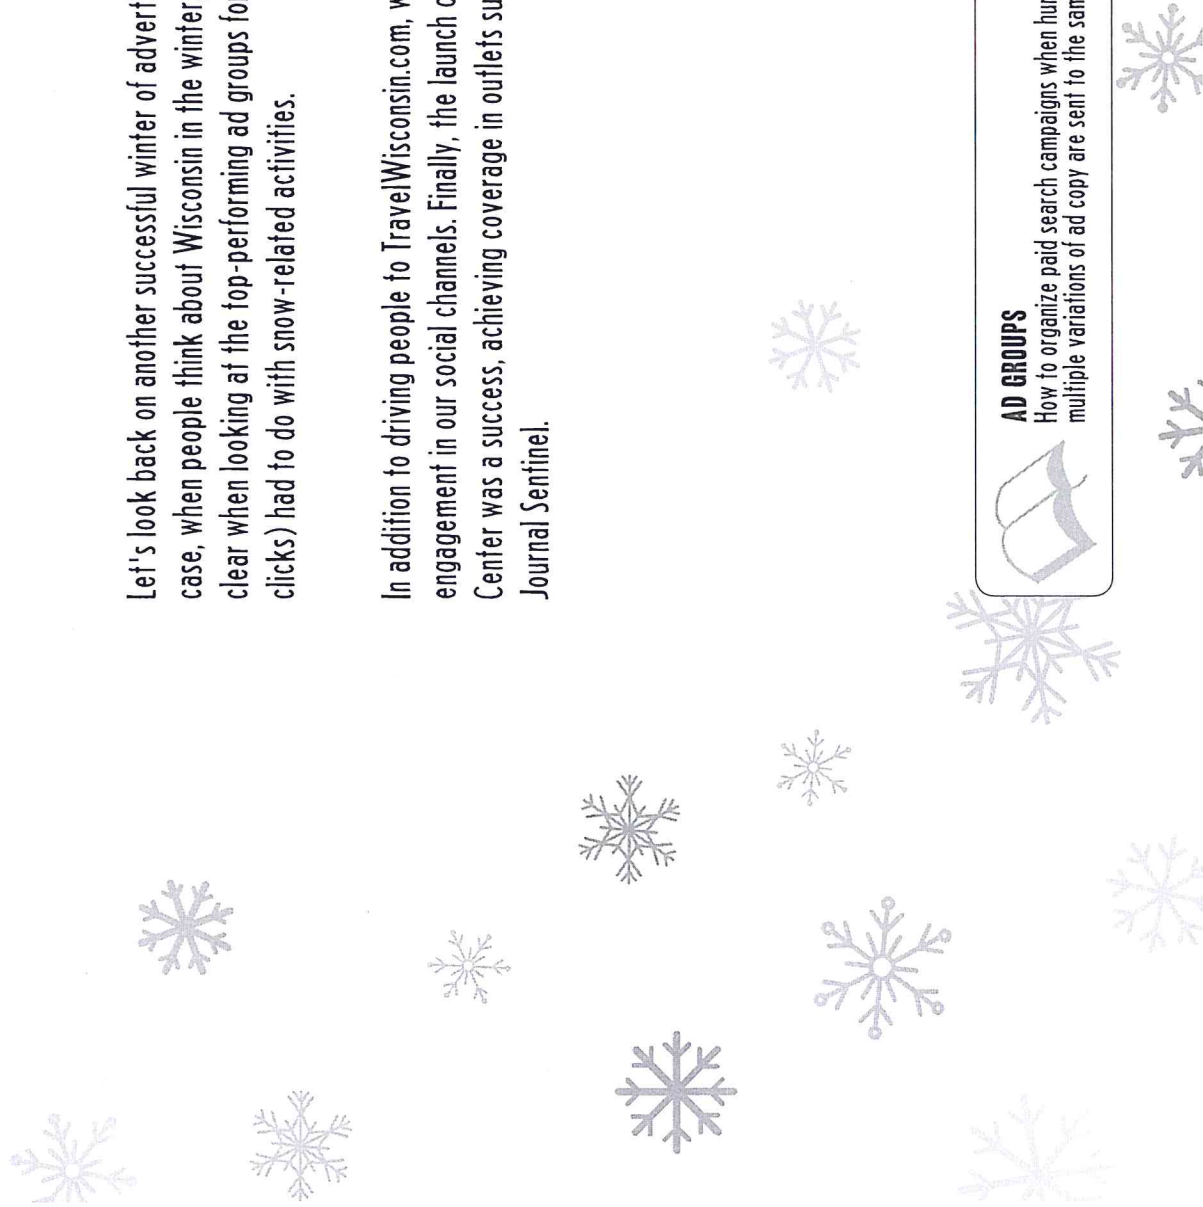 Let's look back on another successful winter of advert
case, when people think about Wisconsin in the winter
clear when looking at the top-performing ad groups for
clicks) had to do with snow-related activities.
In addition to driving people to TravelWisconsin.com, w
engagement in our social channels. Finally, the launch o
Center was a success, achieving coverage in outlets su
Journal Sentinel.
AD GROUPS
How to organize paid search campaigns when hun
multiple variations of ad copy are sent to the sam